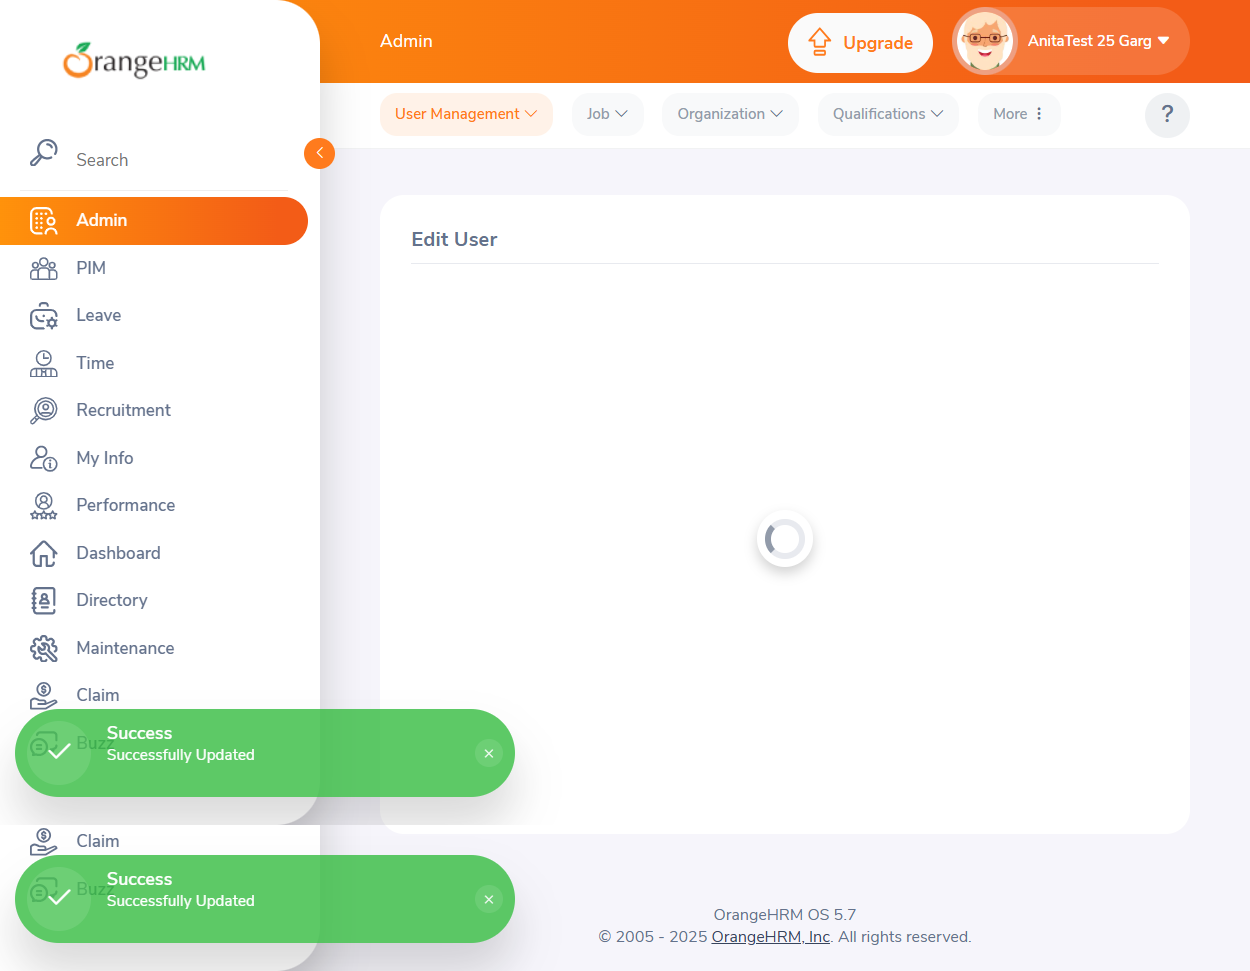 OrangeHRM
Admin
Upgrade
AnitaTest 25 Garg
User Management
Job
Organization
Qualifications
More
?
Search
Admin
PIM
Leave
Time
Recruitment
My Info
Performance
Dashboard
Directory
Maintenance
Claim
Buzz
Edit User
Success
Successfully Updated
Claim
Buzz
Success
Successfully Updated
OrangeHRM OS 5.7
© 2005 - 2025 OrangeHRM, Inc. All rights reserved.